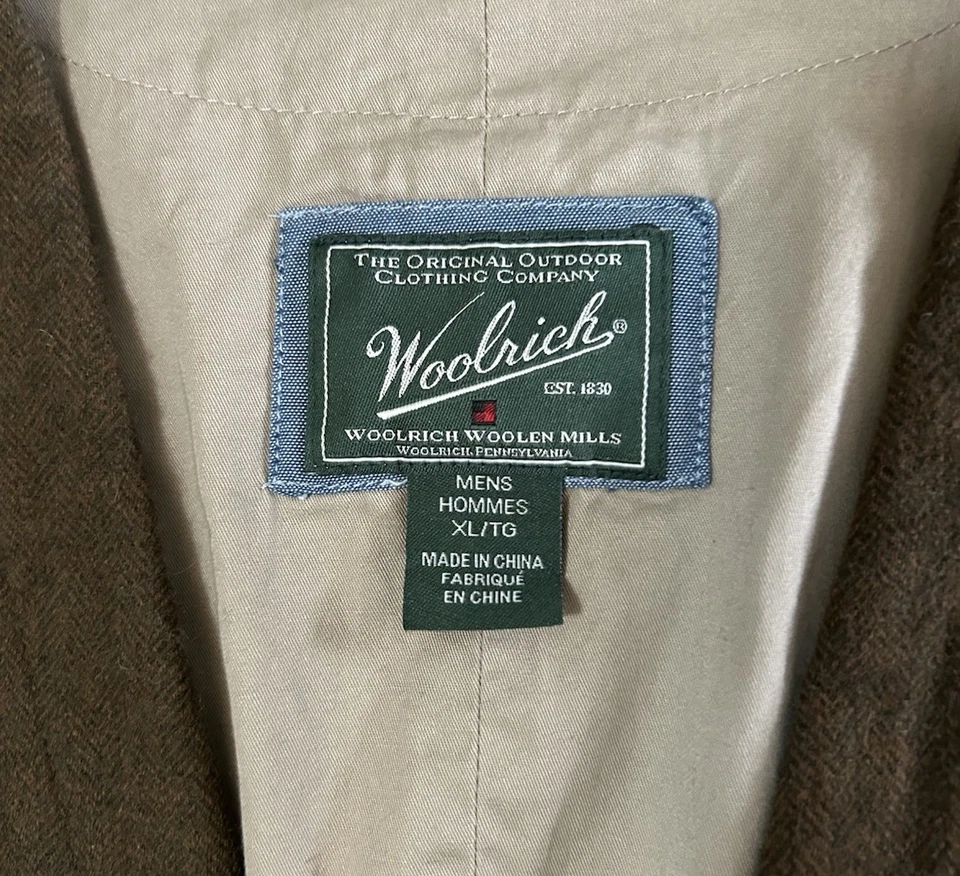 THE ORIGINAL OUTDOOR
CLOTHING COMPANY
Woolrich®
EST. 1830
WOOLRICH WOOLEN MILLS
WOOLRICH, PENNSYLVANIA
MENS
HOMMES
XL/TG
MADE IN CHINA
FABRIQUÉ
EN CHINE